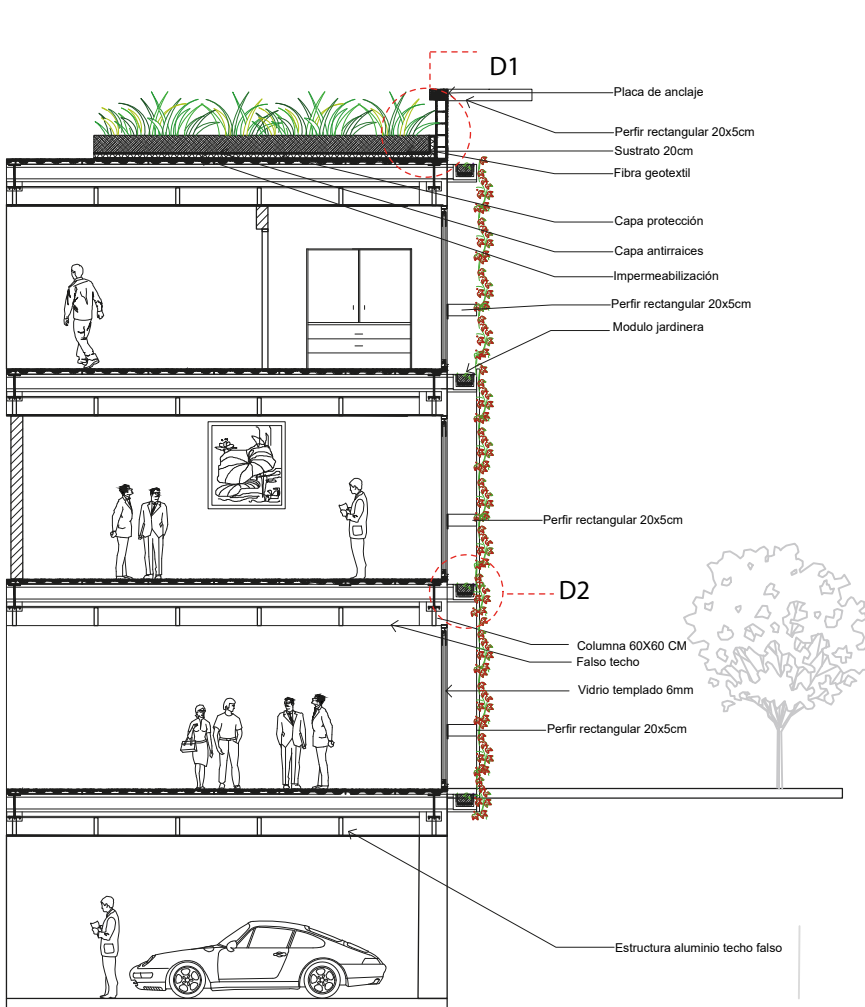 D1
Placa de anclaje
Perfir rectangular 20x5cm
Sustrato 20cm
Fibra geotextil
Capa protección
Capa antirraices
Impermeabilización
Perfir rectangular 20x5cm
Modulo jardinera
Perfir rectangular 20x5cm
D2
Columna 60X60 CM
Falso techo
Vidrio templado 6mm
Perfir rectangular 20x5cm
Estructura aluminio techo falso